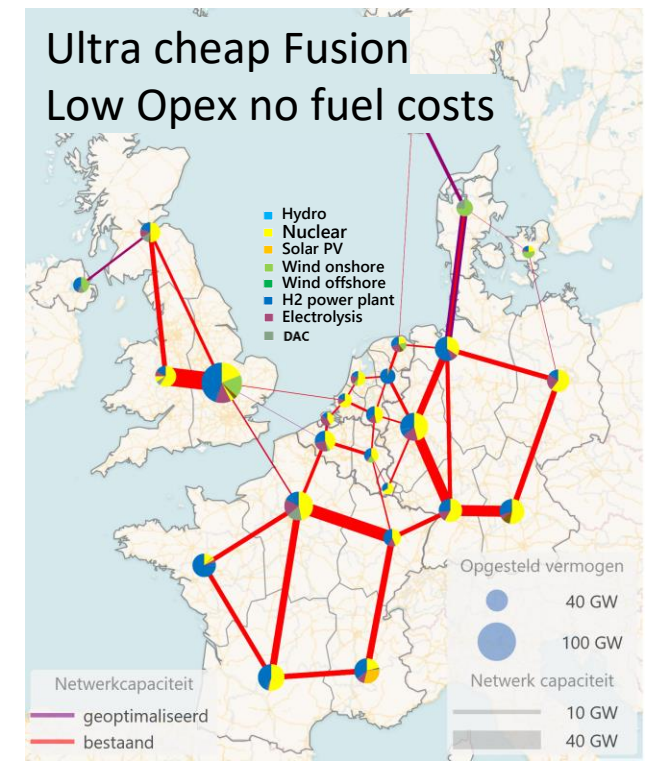 Ultra cheap Fusion
Low Opex no fuel costs
Hydro
Nuclear
Solar PV
Wind onshore
Wind offshore
H2 power plant
Electrolysis
DAC
Opgesteld vermogen
40 GW
100 GW
Netwerkcapaciteit
geoptimaliseerd
bestaand
Netwerk capaciteit
10 GW
40 GW